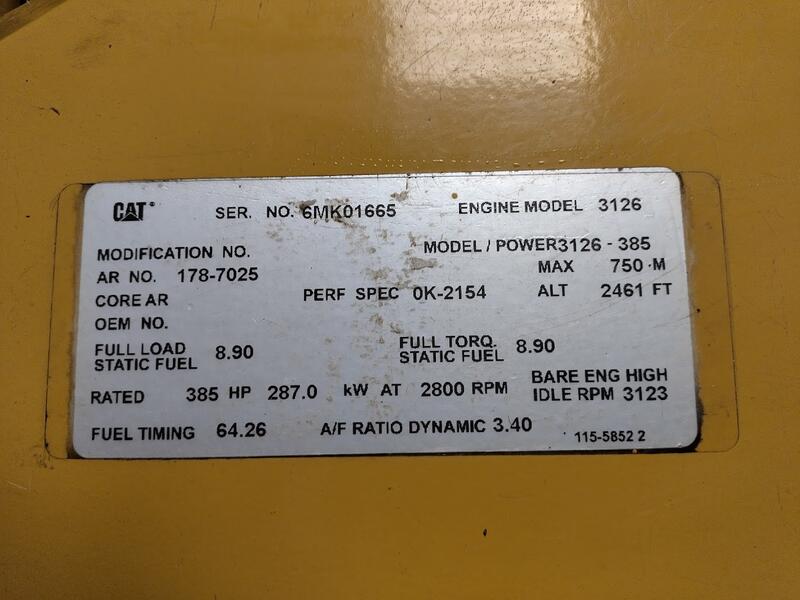 CAT SER. NO. 6MK01665 ENGINE MODEL 3126
MODIFICATION NO. MODEL / POWER 3126 - 385
AR NO. 178-7025 MAX 750 M
CORE AR PERF SPEC 0K-2154 ALT 2461 FT
OEM NO.
FULL LOAD STATIC FUEL 8.90 FULL TORQ. STATIC FUEL 8.90
RATED 385 HP 287.0 kW AT 2800 RPM BARE ENG HIGH IDLE RPM 3123
FUEL TIMING 64.26 A/F RATIO DYNAMIC 3.40 115-5852 2